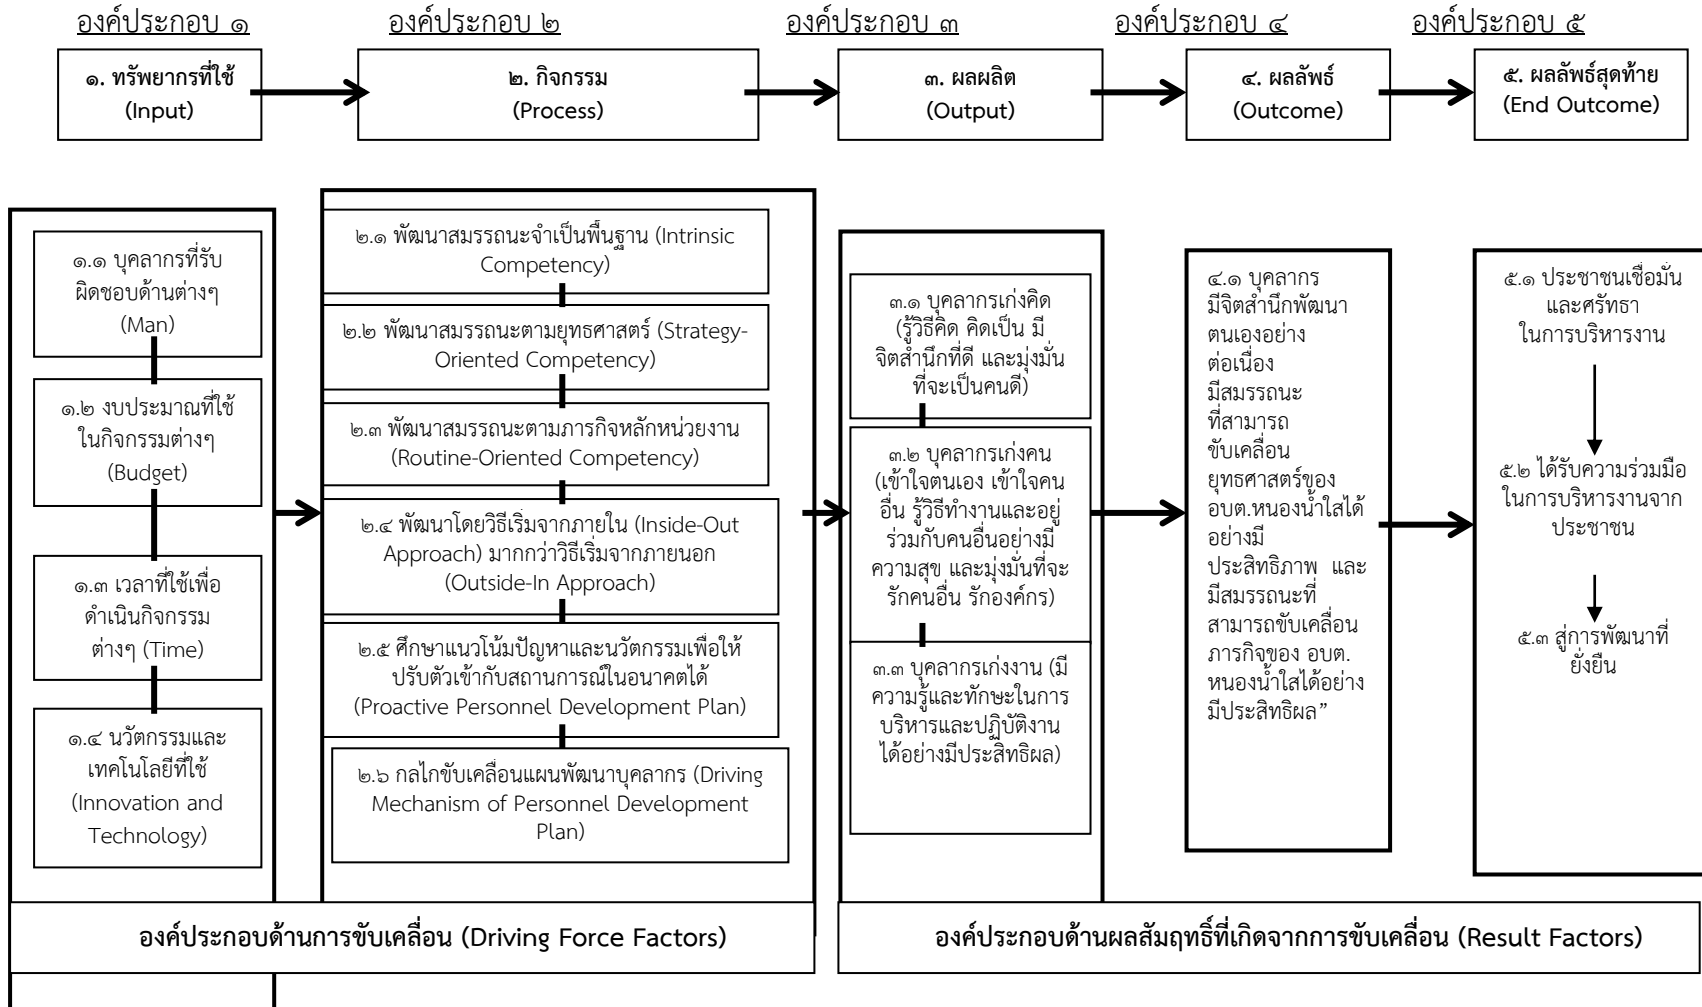 องค์ประกอบ ๑
องค์ประกอบ ๒
องค์ประกอบ ๓
องค์ประกอบ ๔
องค์ประกอบ ๕
๑. ทรัพยากรที่ใช้
(Input)
๒. กิจกรรม
(Process)
๓. ผลผลิต
(Output)
๔. ผลลัพธ์
(Outcome)
๕. ผลลัพธ์สุดท้าย
(End Outcome)
๑.๑ บุคลากรที่รับ
ผิดชอบด้านต่างๆ
(Man)
๑.๒ งบประมาณที่ใช้
ในกิจกรรมต่างๆ
(Budget)
๑.๓ เวลาที่ใช้เพื่อ
ดำเนินกิจกรรม
ต่างๆ (Time)
๑.๔ นวัตกรรมและ
เทคโนโลยีที่ใช้
(Innovation and
Technology)
๒.๑ พัฒนาสมรรถนะจำเป็นพื้นฐาน (Intrinsic
Competency)
๒.๒ พัฒนาสมรรถนะตามยุทธศาสตร์ (Strategy-
Oriented Competency)
๒.๓ พัฒนาสมรรถนะตามภารกิจหลักหน่วยงาน
(Routine-Oriented Competency)
๒.๔ พัฒนาโดยวิธีเริ่มจากภายใน (Inside-Out
Approach) มากกว่าวิธีเริ่มจากภายนอก
(Outside-In Approach)
๒.๕ ศึกษาแนวโน้มปัญหาและนวัตกรรมเพื่อให้
ปรับตัวเข้ากับสถานการณ์ในอนาคตได้
(Proactive Personnel Development Plan)
๒.๖ กลไกขับเคลื่อนแผนพัฒนาบุคลากร (Driving
Mechanism of Personnel Development
Plan)
๓.๑ บุคลากรเก่งคิด
(รู้วิธีคิด คิดเป็น มี
จิตสำนึกที่ดี และมุ่งมั่น
ที่จะเป็นคนดี)
๓.๒ บุคลากรเก่งคน
(เข้าใจตนเอง เข้าใจคน
อื่น รู้วิธีทำงานและอยู่
ร่วมกับคนอื่นอย่างมี
ความสุข และมุ่งมั่นที่จะ
รักคนอื่น รักองค์กร)
๓.๓ บุคลากรเก่งงาน (มี
ความรู้และทักษะในการ
บริหารและปฏิบัติงาน
ได้อย่างมีประสิทธิผล)
๔.๑ บุคลากร
มีจิตสำนึกพัฒนา
ตนเองอย่าง
ต่อเนื่อง
มีสมรรถนะ
ที่สามารถ
ขับเคลื่อน
ยุทธศาสตร์ของ
อบต.หนองน้ำใสได้
อย่างมี
ประสิทธิภาพ และ
มีสมรรถนะที่
สามารถขับเคลื่อน
ภารกิจของ อบต.
หนองน้ำใสได้อย่าง
มีประสิทธิผล”
๕.๑ ประชาชนเชื่อมั่น
และศรัทธา
ในการบริหารงาน
๕.๒ ได้รับความร่วมมือ
ในการบริหารงานจาก
ประชาชน
๕.๓ สู่การพัฒนาที่
ยั่งยืน
องค์ประกอบด้านการขับเคลื่อน (Driving Force Factors)
องค์ประกอบด้านผลสัมฤทธิ์ที่เกิดจากการขับเคลื่อน (Result Factors)